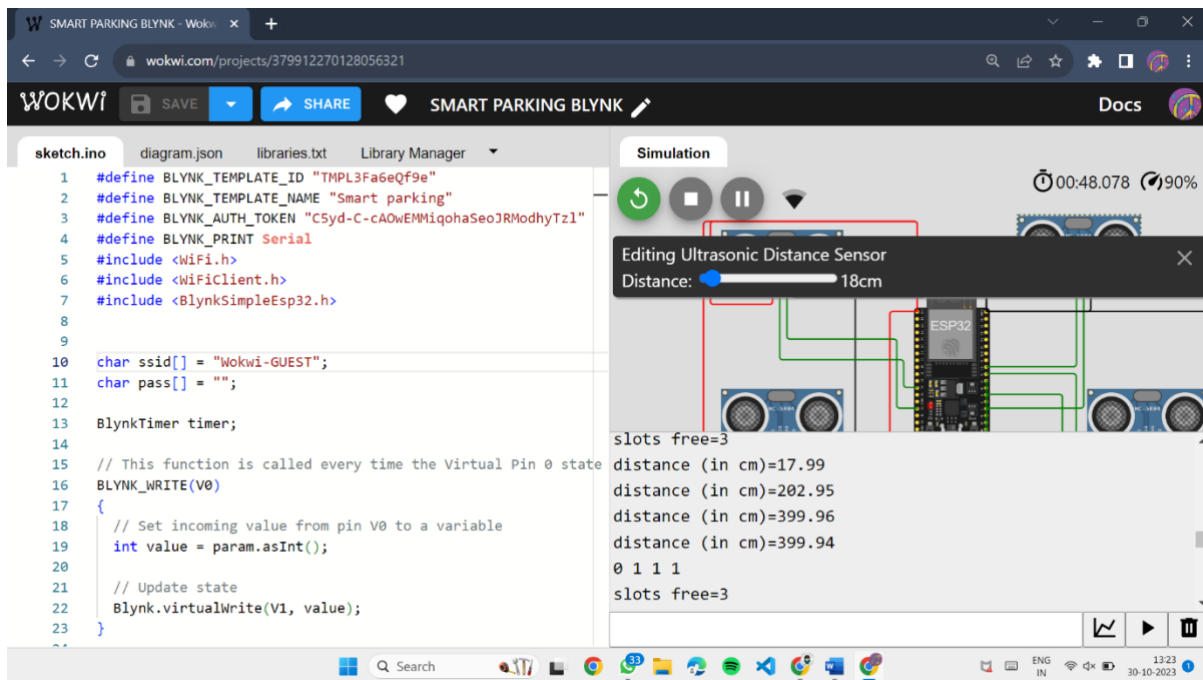 SMART PARKING BLYNK - Wokw
wokwi.com/projects/379912270128056321
WOKWI SAVE SHARE SMART PARKING BLYNK Docs
sketch.ino diagram.json libraries.txt Library Manager
1 #define BLYNK_TEMPLATE_ID "TMPL3Fa6eQf9e"
2 #define BLYNK_TEMPLATE_NAME "Smart parking"
3 #define BLYNK_AUTH_TOKEN "C5yd-C-cAOwEMMiqohaSeoJRModhyTzl"
4 #define BLYNK_PRINT Serial
5 #include <WiFi.h>
6 #include <WiFiClient.h>
7 #include <BlynkSimpleEsp32.h>
8
9
10 char ssid[] = "Wokwi-GUEST";
11 char pass[] = "";
12
13 BlynkTimer timer;
14
15 // This function is called every time the Virtual Pin 0 state
16 BLYNK_WRITE(V0)
17 {
18 // Set incoming value from pin V0 to a variable
19 int value = param.asInt();
20
21 // Update state
22 Blynk.virtualWrite(V1, value);
23 }
Simulation
00:48.078 90%
Editing Ultrasonic Distance Sensor
Distance: 18cm
ESP32
slots free=3
distance (in cm)=17.99
distance (in cm)=202.95
distance (in cm)=399.96
distance (in cm)=399.94
0 1 1 1
slots free=3
Search
33
ENG
IN
13:23
30-10-2023
1